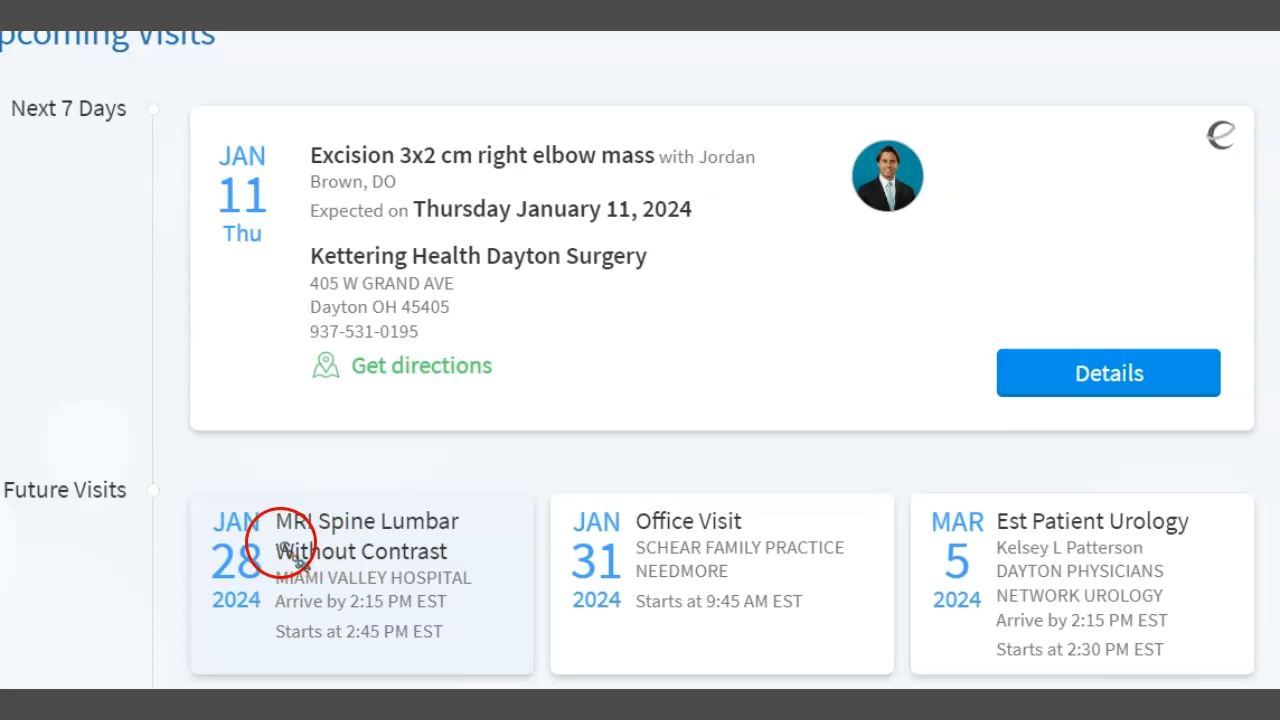 Upcoming Visits
Next 7 Days
JAN
11
Thu
Excision 3x2 cm right elbow mass with Jordan
Brown, DO
Expected on Thursday January 11, 2024
Kettering Health Dayton Surgery
405 W GRAND AVE
Dayton OH 45405
937-531-0195
Get directions
Details
Future Visits
JAN
28
2024
MRI Spine Lumbar
Without Contrast
MIAMI VALLEY HOSPITAL
Arrive by 2:15 PM EST
Starts at 2:45 PM EST
JAN
31
2024
Office Visit
SCHEAR FAMILY PRACTICE
NEEDMORE
Starts at 9:45 AM EST
MAR
5
2024
Est Patient Urology
Kelsey L Patterson
DAYTON PHYSICIANS
NETWORK UROLOGY
Arrive by 2:15 PM EST
Starts at 2:30 PM EST